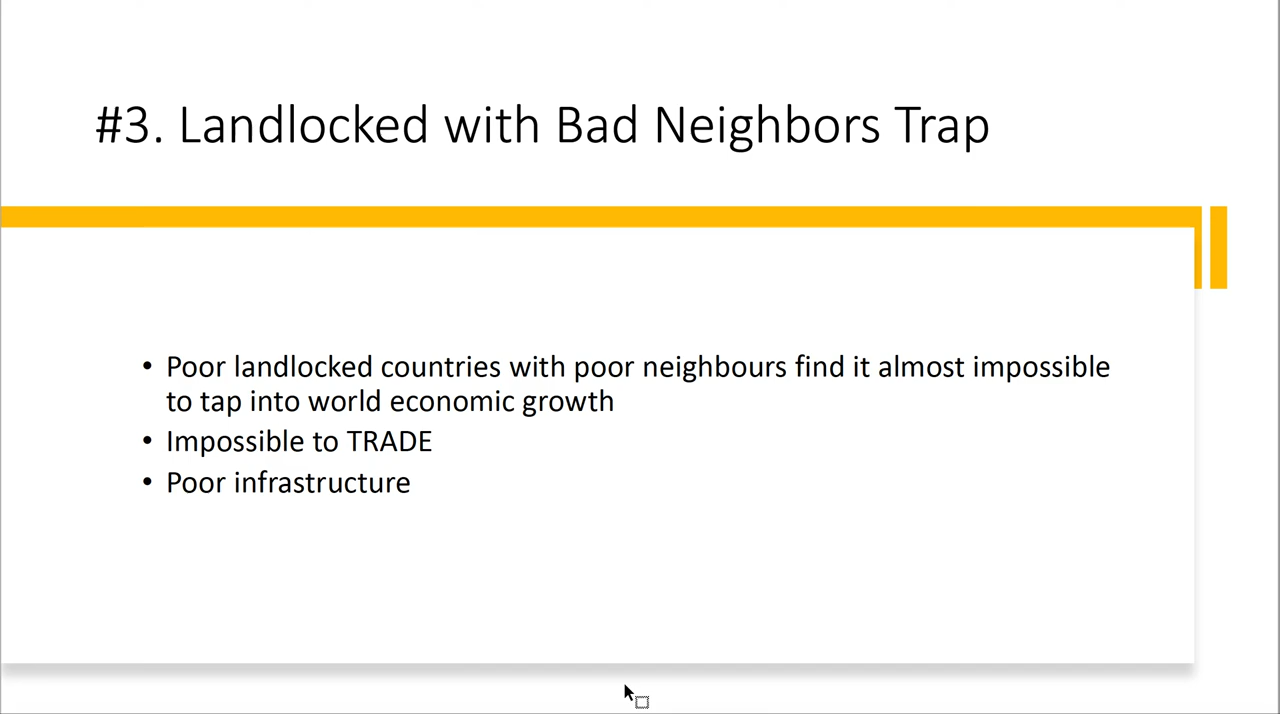 #3. Landlocked with Bad Neighbors Trap
• Poor landlocked countries with poor neighbours find it almost impossible
to tap into world economic growth
• Impossible to TRADE
• Poor infrastructure